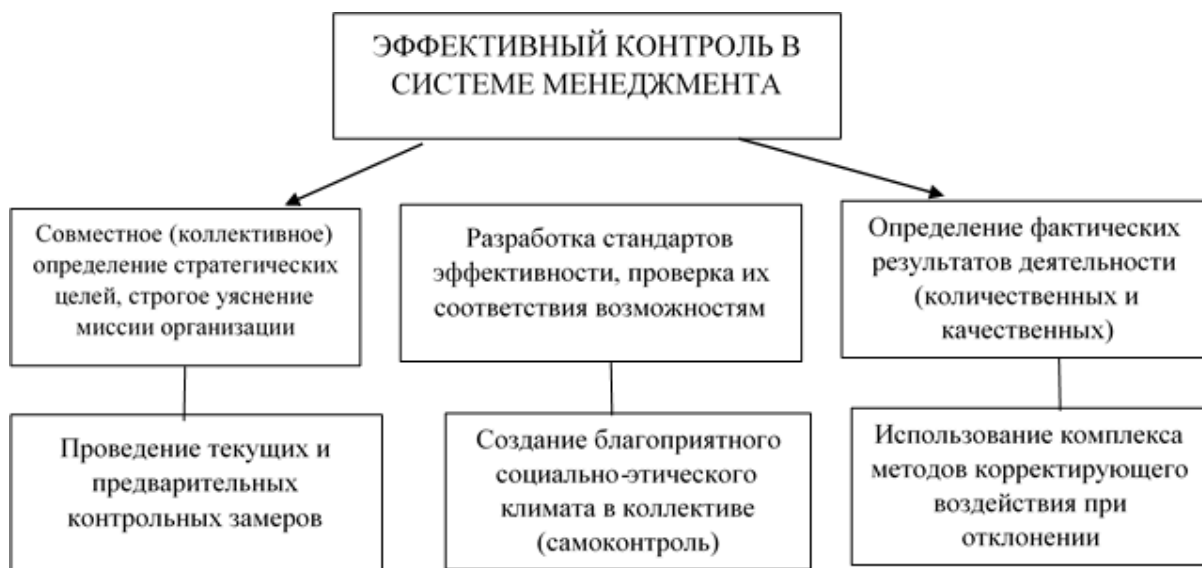 ЭФФЕКТИВНЫЙ КОНТРОЛЬ В
СИСТЕМЕ МЕНЕДЖМЕНТА
Совместное (коллективное)
определение стратегических
целей, строгое уяснение
миссии организации
Разработка стандартов
эффективности, проверка их
соответствия возможностям
Определение фактических
результатов деятельности
(количественных и
качественных)
Проведение текущих и
предварительных
контрольных замеров
Создание благоприятного
социально-этического
климата в коллективе
(самоконтроль)
Использование комплекса
методов корректирующего
воздействия при
отклонении